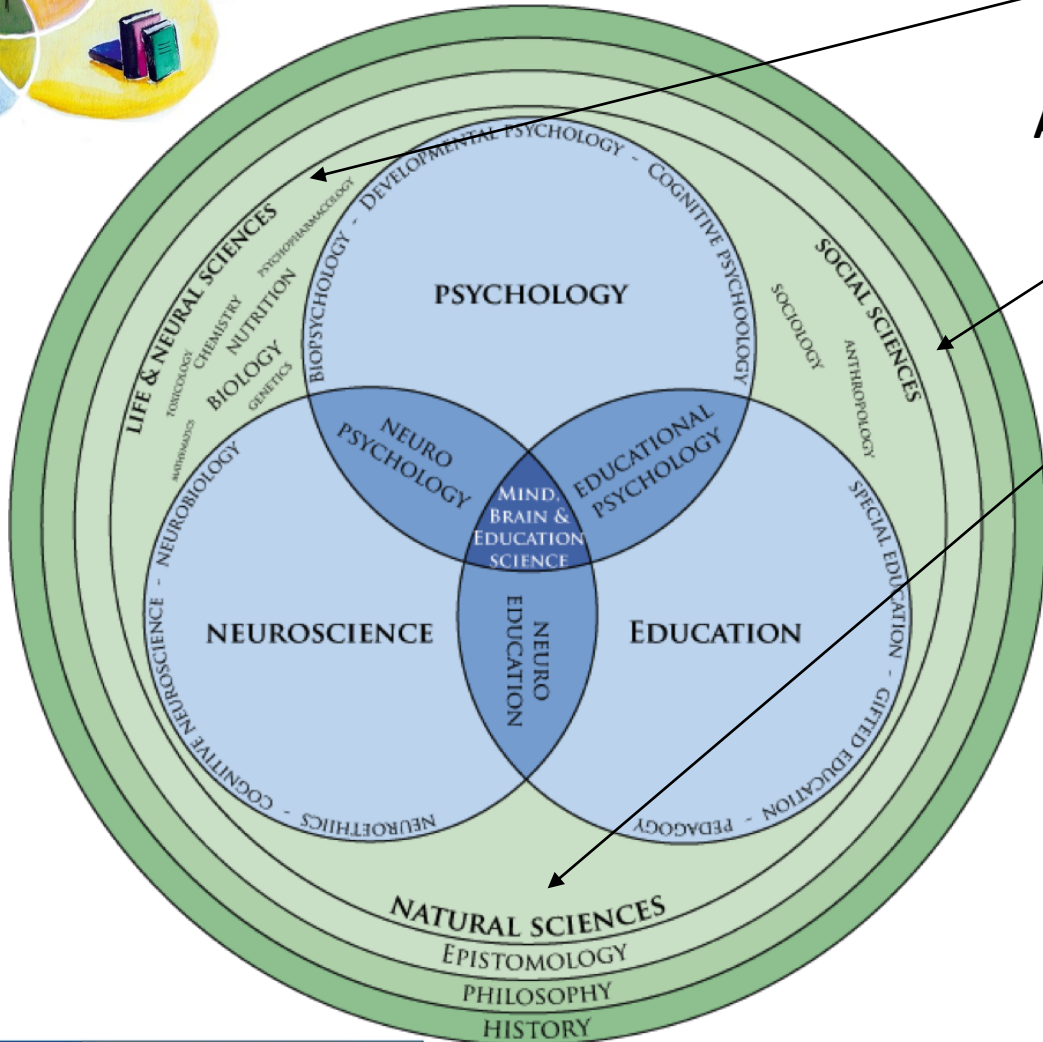 A
BIOPSYCHOLOGY - DEVELOPMENTAL PSYCHOLOGY - COGNITIVE PSYCHOOLOGY
PSYCHOLOGY
LIFE & NEURAL SCIENCES
PSYCHOPHARMACOLOGY
NUTRITION
CHEMISTRY
TOXICOLOGY
BIOLOGY
GENETICS
MATHEMATICS
SOCIAL SCIENCES
SOCIOLOGY
ANTHROPOLOGY
NEURO
PSYCHOLOGY
EDUCATIONAL
PSYCHOLOGY
MIND,
BRAIN &
EDUCATION
SCIENCE
NEUROETHIICS - COGNITIVE NEUROSCIENCE - NEUROBIOLOGY
NEUROSCIENCE
NEURO
EDUCATION
EDUCATION
SPECIAL EDUCATION - GIFTED EDUCATION - PEDAGOGY
NATURAL SCIENCES
EPISTOMOLOGY
PHILOSOPHY
HISTORY